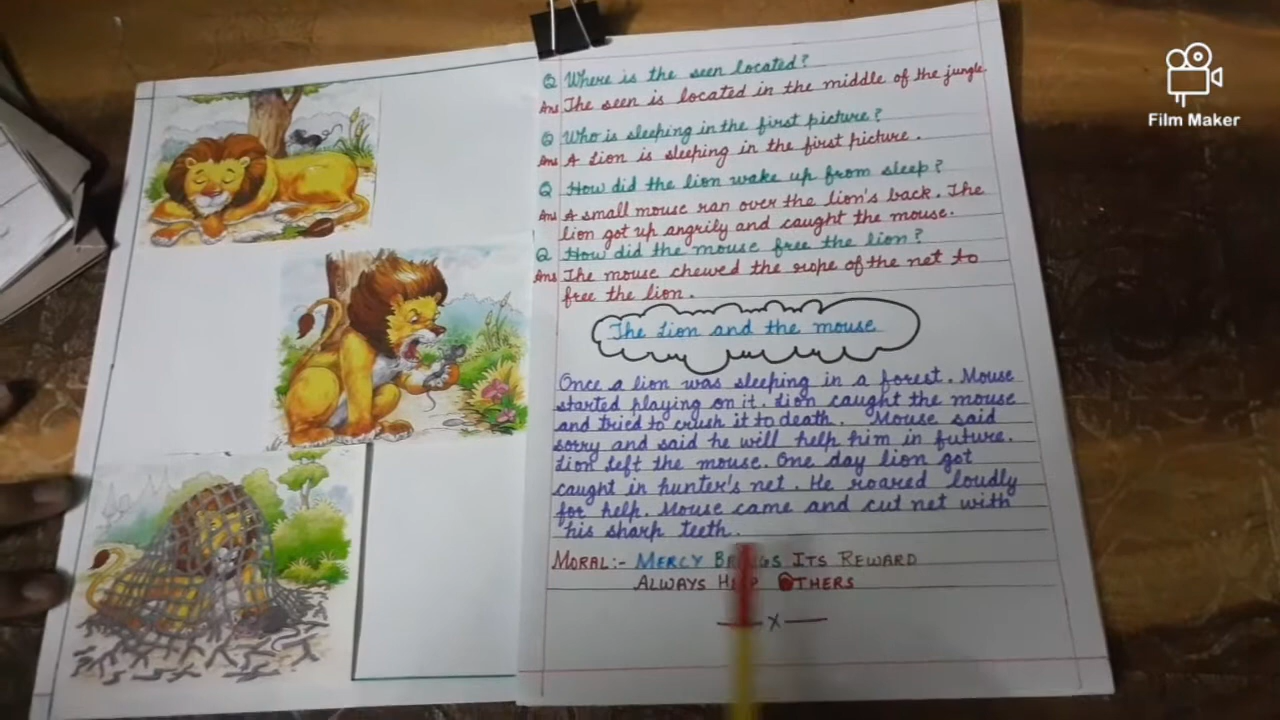 Q Where is the seen located?
Ans The seen is located in the middle of the jungle.
Q Who is sleeping in the first picture?
Ans A Lion is sleeping in the first picture.
Q How did the lion wake up from sleep?
Ans A small mouse ran over the lion's back. The
lion got up angrily and caught the mouse.
Q How did the mouse free the lion?
Ans The mouse chewed the rope of the net to
free the lion.
The Lion and the mouse
Once a lion was sleeping in a forest. Mouse
started playing on it. Lion caught the mouse
and tried to crush it to death. Mouse said
sorry and said he will help him in future.
Lion left the mouse. One day lion got
caught in hunter's net. He roared loudly
for help. Mouse came and cut net with
his sharp teeth.
MORAL:- MERCY BRINGS ITS REWARD
ALWAYS HELP OTHERS
x
Film Maker